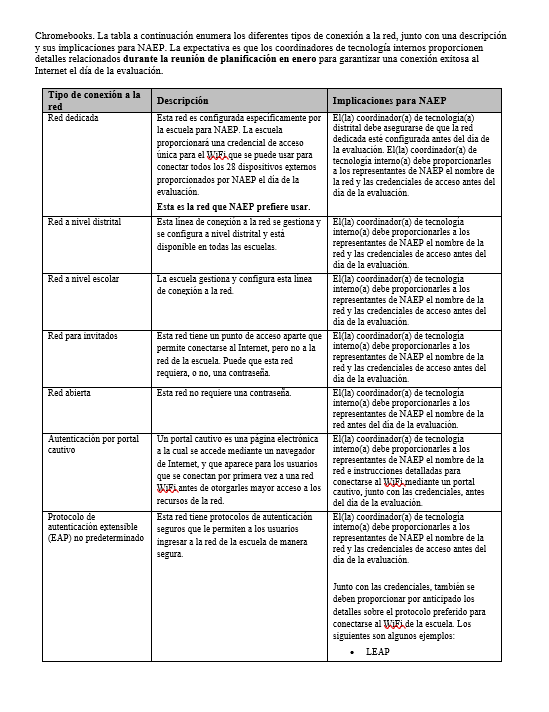 Chromebooks. La tabla a continuación enumera los diferentes tipos de conexión a la red, junto con una descripción
y sus implicaciones para NAEP. La expectativa es que los coordinadores de tecnología internos proporcionen
detalles relacionados durante la reunión de planificación en enero para garantizar una conexión exitosa al
Internet el día de la evaluación.
Tipo de conexión a la
red
Descripción
Implicaciones para NAEP
Red dedicada
Esta red es configurada específicamente por
la escuela para NAEP. La escuela
proporcionará una credencial de acceso
única para el WiFi que se puede usar para
conectar todos los 28 dispositivos externos
proporcionados por NAEP el día de la
evaluación.
Esta es la red que NAEP prefiere usar.
El(la) coordinador(a) de tecnología(a)
distrital debe asegurarse de que la red
dedicada esté configurada antes del día de
la evaluación. El(la) coordinador(a) de
tecnología interno(a) debe proporcionarles
a los representantes de NAEP el nombre de
la red y las credenciales de acceso antes del
día de la evaluación.
Red a nivel distrital
Esta línea de conexión a la red se gestiona y
se configura a nivel distrital y está
disponible en todas las escuelas.
El(la) coordinador(a) de tecnología
interno(a) debe proporcionarles a los
representantes de NAEP el nombre de la
red y las credenciales de acceso antes del
día de la evaluación.
Red a nivel escolar
La escuela gestiona y configura esta línea
de conexión a la red.
El(la) coordinador(a) de tecnología
interno(a) debe proporcionarles a los
representantes de NAEP el nombre de la
red y las credenciales de acceso antes del
día de la evaluación.
Red para invitados
Esta red tiene un punto de acceso aparte que
permite conectarse al Internet, pero no a la
red de la escuela. Puede que esta red
requiera, o no, una contraseña.
El(la) coordinador(a) de tecnología
interno(a) debe proporcionarles a los
representantes de NAEP el nombre de la
red y las credenciales de acceso antes del
día de la evaluación.
Red abierta
Esta red no requiere una contraseña.
El(la) coordinador(a) de tecnología
interno(a) debe proporcionarles a los
representantes de NAEP el nombre de la
red antes del día de la evaluación.
Autenticación por portal
cautivo
Un portal cautivo es una página electrónica
a la cual se accede mediante un navegador
de Internet, y que aparece para los usuarios
que se conectan por primera vez a una red
WiFi antes de otorgarles mayor acceso a los
recursos de la red.
El(la) coordinador(a) de tecnología
interno(a) debe proporcionarles a los
representantes de NAEP el nombre de la
red e instrucciones detalladas para
conectarse al WiFi mediante un portal
cautivo, junto con las credenciales, antes
del día de la evaluación.
Protocolo de
autenticación extensible
(EAP) no predeterminado
Esta red tiene protocolos de autenticación
seguros que le permiten a los usuarios
ingresar a la red de la escuela de manera
segura.
El(la) coordinador(a) de tecnología
interno(a) debe proporcionarles a los
representantes de NAEP el nombre de la
red y las credenciales de acceso antes del
día de la evaluación.
Junto con las credenciales, también se
deben proporcionar por anticipado los
detalles sobre el protocolo preferido para
conectarse al WiFi de la escuela. Los
siguientes son algunos ejemplos:
• LEAP